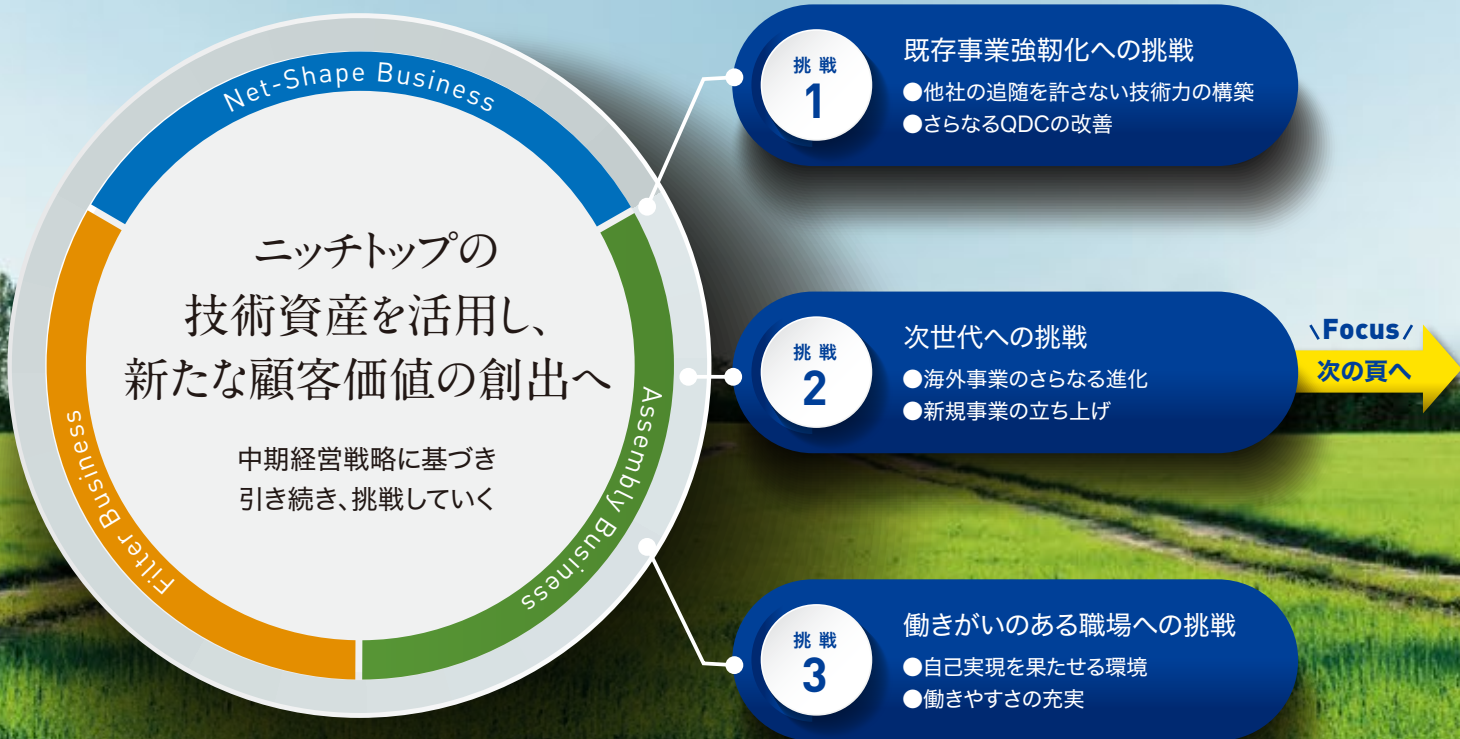 Net-Shape Business
Filter Business
Assembly Business
ニッチトップの
技術資産を活用し、
新たな顧客価値の創出へ
中期経営戦略に基づき
引き続き、挑戦していく
挑戦
1
既存事業強靭化への挑戦
●他社の追随を許さない技術力の構築
●さらなるQDCの改善
挑戦
2
次世代への挑戦
●海外事業のさらなる進化
●新規事業の立ち上げ
\Focus/
次の頁へ
挑戦
3
働きがいのある職場への挑戦
●自己実現を果たせる環境
●働きやすさの充実